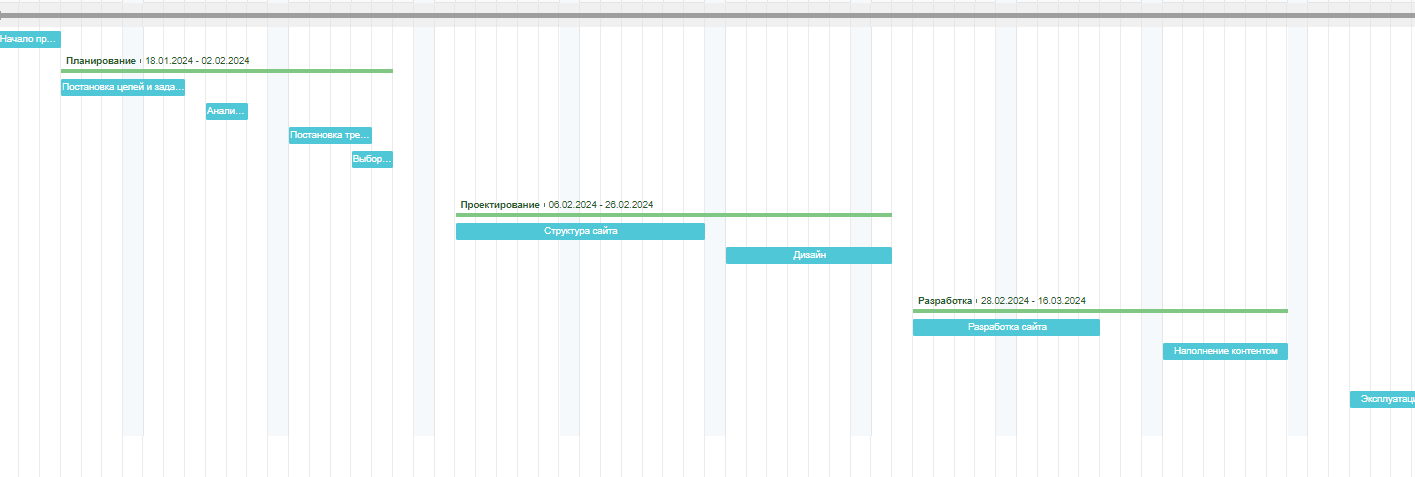 Начало пр...
Планирование 18.01.2024 - 02.02.2024
Постановка целей и зада...
Анали...
Постановка тре...
Выбор...
Проектирование 06.02.2024 - 26.02.2024
Структура сайта
Дизайн
Разработка 28.02.2024 - 16.03.2024
Разработка сайта
Наполнение контентом
Эксплуатаци